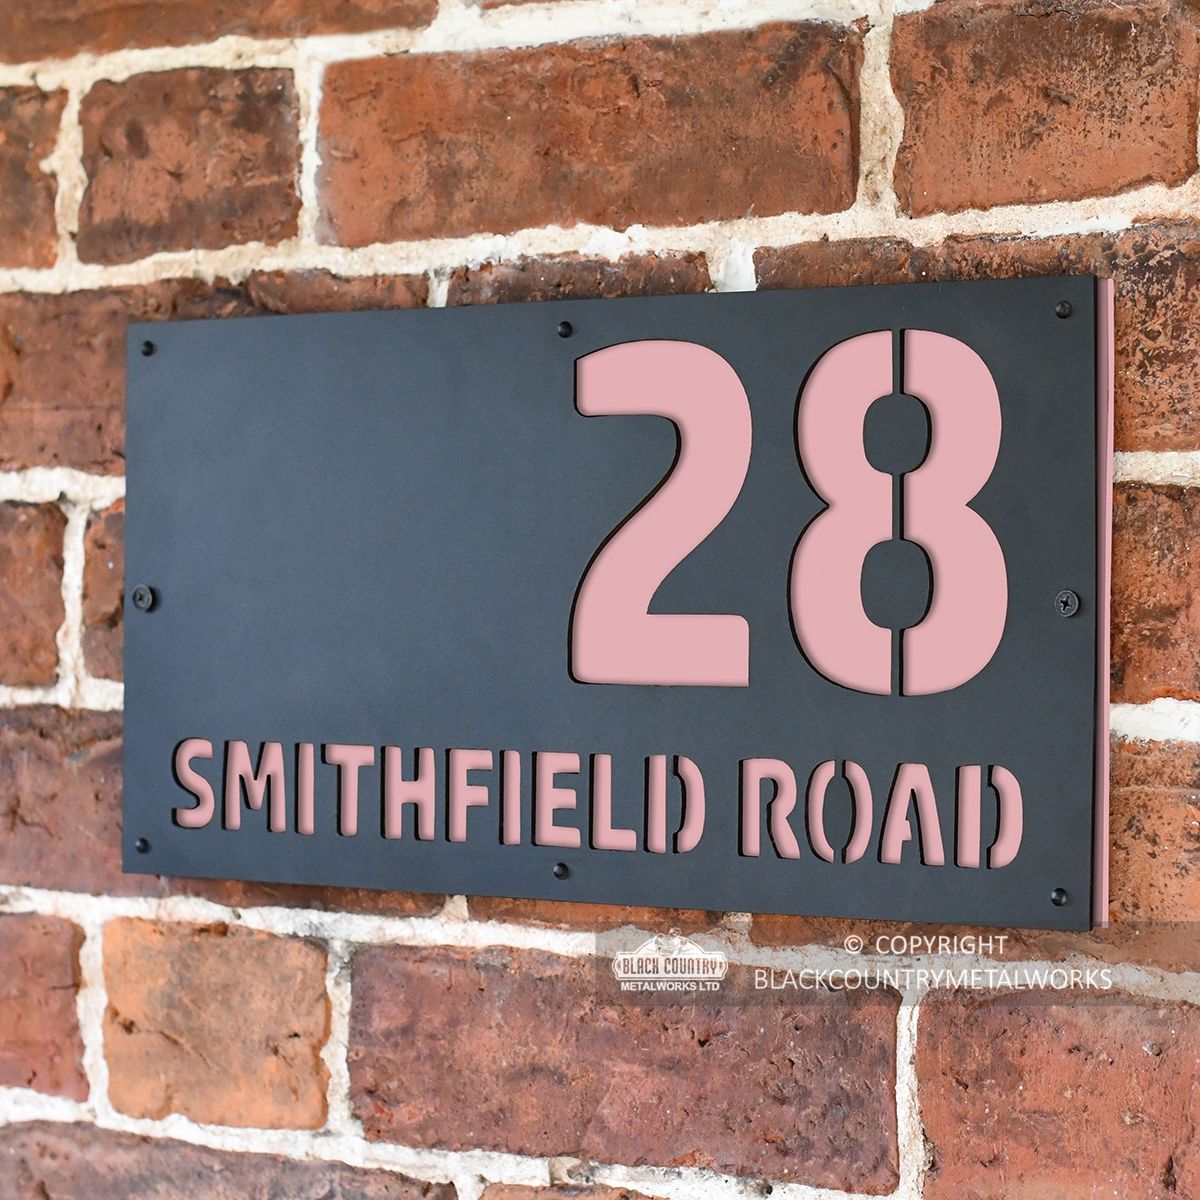 28
SMITHFIELD ROAD
BLACK COUNTRY
METALWORKS LTD
© COPYRIGHT
BLACKCOUNTRYMETALWORKS